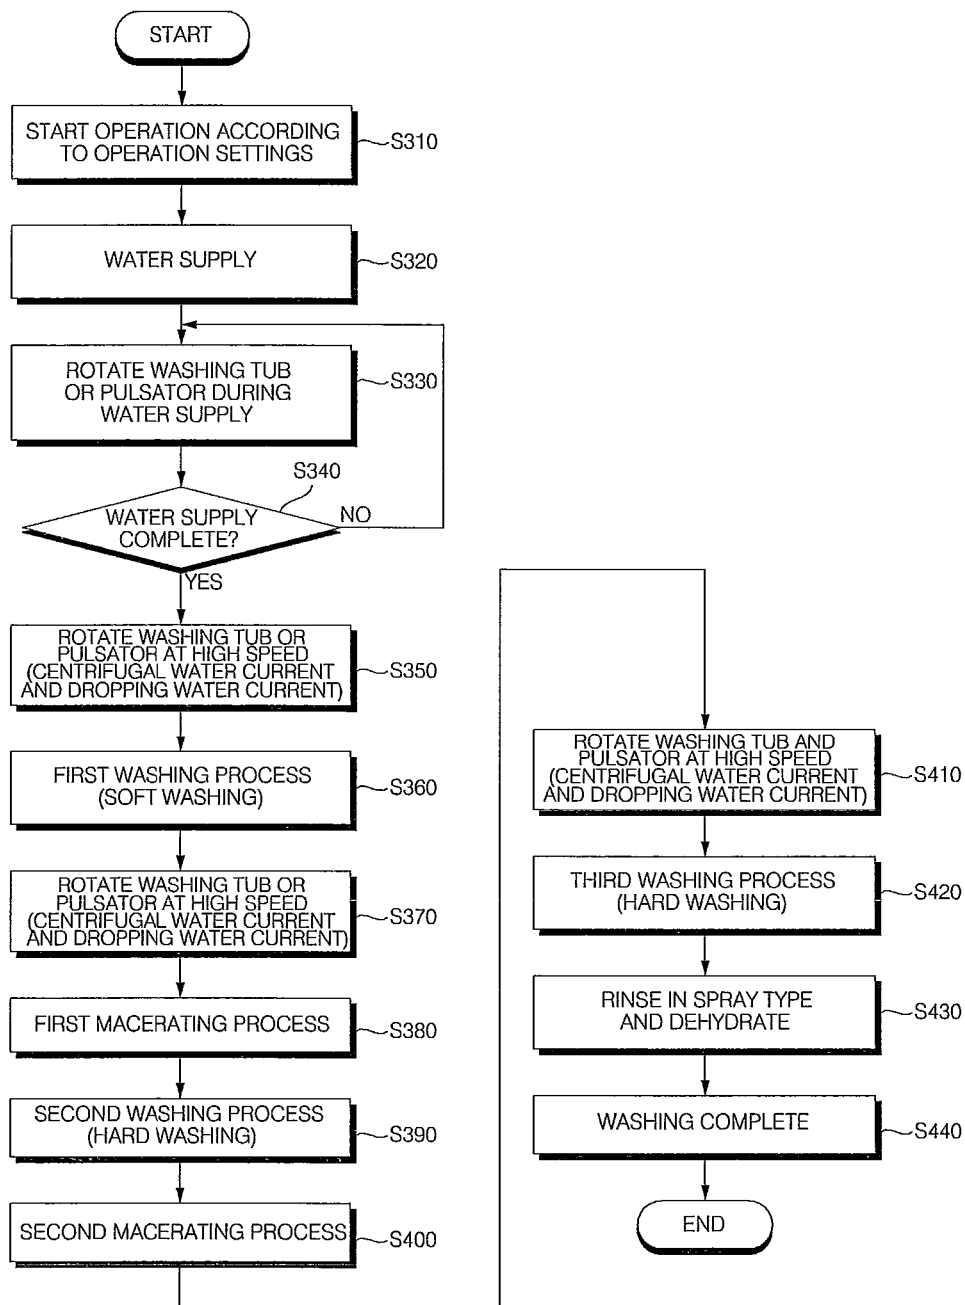 START
START OPERATION ACCORDING
TO OPERATION SETTINGS
S310
WATER SUPPLY
S320
ROTATE WASHING TUB
OR PULSATOR DURING
WATER SUPPLY
S330
S340
WATER SUPPLY
COMPLETE?
NO
YES
ROTATE WASHING TUB OR
PULSATOR AT HIGH SPEED
(CENTRIFUGAL WATER CURRENT
AND DROPPING WATER CURRENT)
S350
FIRST WASHING PROCESS
(SOFT WASHING)
S360
ROTATE WASHING TUB OR
PULSATOR AT HIGH SPEED
(CENTRIFUGAL WATER CURRENT
AND DROPPING WATER CURRENT)
S370
FIRST MACERATING PROCESS
S380
SECOND WASHING PROCESS
(HARD WASHING)
S390
SECOND MACERATING PROCESS
S400
ROTATE WASHING TUB AND
PULSATOR AT HIGH SPEED
(CENTRIFUGAL WATER CURRENT
AND DROPPING WATER CURRENT)
S410
THIRD WASHING PROCESS
(HARD WASHING)
S420
RINSE IN SPRAY TYPE
AND DEHYDRATE
S430
WASHING COMPLETE
S440
END